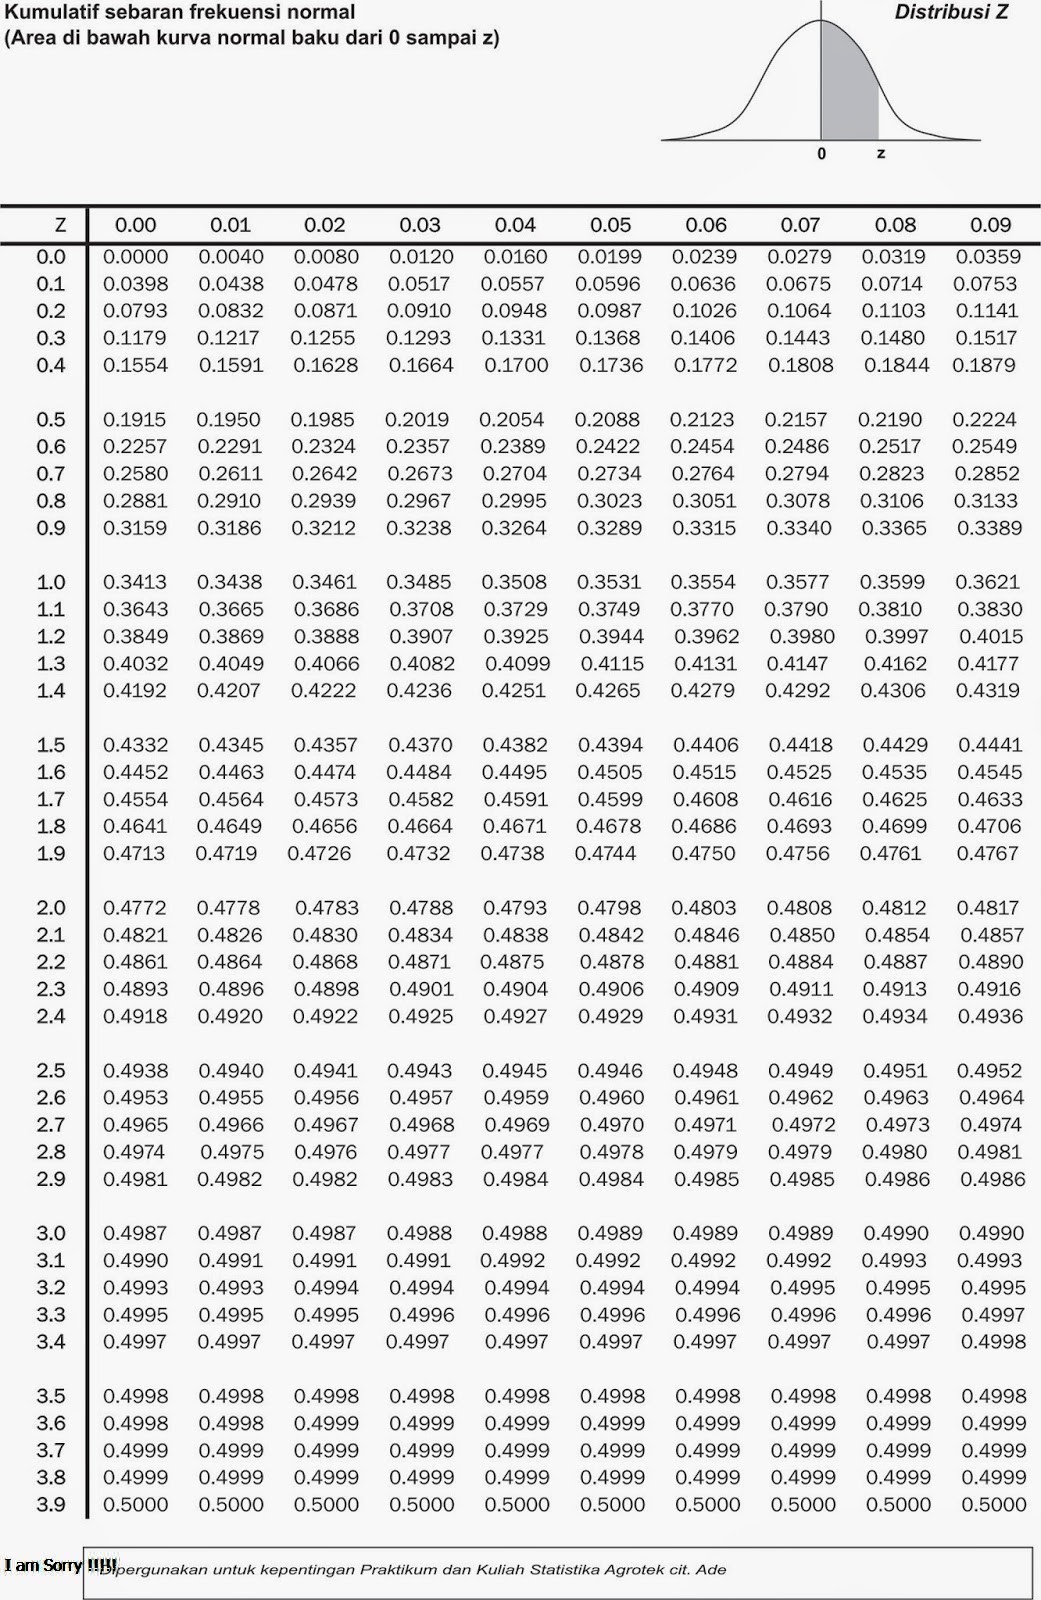 Kumulatif sebaran frekuensi normal
(Area di bawah kurva normal baku dari 0 sampai z)
Distribusi Z
0 z
Z 0.00 0.01 0.02 0.03 0.04 0.05 0.06 0.07 0.08 0.09
0.0 0.0000 0.0040 0.0080 0.0120 0.0160 0.0199 0.0239 0.0279 0.0319 0.0359
0.1 0.0398 0.0438 0.0478 0.0517 0.0557 0.0596 0.0636 0.0675 0.0714 0.0753
0.2 0.0793 0.0832 0.0871 0.0910 0.0948 0.0987 0.1026 0.1064 0.1103 0.1141
0.3 0.1179 0.1217 0.1255 0.1293 0.1331 0.1368 0.1406 0.1443 0.1480 0.1517
0.4 0.1554 0.1591 0.1628 0.1664 0.1700 0.1736 0.1772 0.1808 0.1844 0.1879
0.5 0.1915 0.1950 0.1985 0.2019 0.2054 0.2088 0.2123 0.2157 0.2190 0.2224
0.6 0.2257 0.2291 0.2324 0.2357 0.2389 0.2422 0.2454 0.2486 0.2517 0.2549
0.7 0.2580 0.2611 0.2642 0.2673 0.2704 0.2734 0.2764 0.2794 0.2823 0.2852
0.8 0.2881 0.2910 0.2939 0.2967 0.2995 0.3023 0.3051 0.3078 0.3106 0.3133
0.9 0.3159 0.3186 0.3212 0.3238 0.3264 0.3289 0.3315 0.3340 0.3365 0.3389
1.0 0.3413 0.3438 0.3461 0.3485 0.3508 0.3531 0.3554 0.3577 0.3599 0.3621
1.1 0.3643 0.3665 0.3686 0.3708 0.3729 0.3749 0.3770 0.3790 0.3810 0.3830
1.2 0.3849 0.3869 0.3888 0.3907 0.3925 0.3944 0.3962 0.3980 0.3997 0.4015
1.3 0.4032 0.4049 0.4066 0.4082 0.4099 0.4115 0.4131 0.4147 0.4162 0.4177
1.4 0.4192 0.4207 0.4222 0.4236 0.4251 0.4265 0.4279 0.4292 0.4306 0.4319
1.5 0.4332 0.4345 0.4357 0.4370 0.4382 0.4394 0.4406 0.4418 0.4429 0.4441
1.6 0.4452 0.4463 0.4474 0.4484 0.4495 0.4505 0.4515 0.4525 0.4535 0.4545
1.7 0.4554 0.4564 0.4573 0.4582 0.4591 0.4599 0.4608 0.4616 0.4625 0.4633
1.8 0.4641 0.4649 0.4656 0.4664 0.4671 0.4678 0.4686 0.4693 0.4699 0.4706
1.9 0.4713 0.4719 0.4726 0.4732 0.4738 0.4744 0.4750 0.4756 0.4761 0.4767
2.0 0.4772 0.4778 0.4783 0.4788 0.4793 0.4798 0.4803 0.4808 0.4812 0.4817
2.1 0.4821 0.4826 0.4830 0.4834 0.4838 0.4842 0.4846 0.4850 0.4854 0.4857
2.2 0.4861 0.4864 0.4868 0.4871 0.4875 0.4878 0.4881 0.4884 0.4887 0.4890
2.3 0.4893 0.4896 0.4898 0.4901 0.4904 0.4906 0.4909 0.4911 0.4913 0.4916
2.4 0.4918 0.4920 0.4922 0.4925 0.4927 0.4929 0.4931 0.4932 0.4934 0.4936
2.5 0.4938 0.4940 0.4941 0.4943 0.4945 0.4946 0.4948 0.4949 0.4951 0.4952
2.6 0.4953 0.4955 0.4956 0.4957 0.4959 0.4960 0.4961 0.4962 0.4963 0.4964
2.7 0.4965 0.4966 0.4967 0.4968 0.4969 0.4970 0.4971 0.4972 0.4973 0.4974
2.8 0.4974 0.4975 0.4976 0.4977 0.4977 0.4978 0.4979 0.4979 0.4980 0.4981
2.9 0.4981 0.4982 0.4982 0.4983 0.4984 0.4984 0.4985 0.4985 0.4986 0.4986
3.0 0.4987 0.4987 0.4987 0.4988 0.4988 0.4989 0.4989 0.4989 0.4990 0.4990
3.1 0.4990 0.4991 0.4991 0.4991 0.4992 0.4992 0.4992 0.4992 0.4993 0.4993
3.2 0.4993 0.4993 0.4994 0.4994 0.4994 0.4994 0.4994 0.4995 0.4995 0.4995
3.3 0.4995 0.4995 0.4995 0.4996 0.4996 0.4996 0.4996 0.4996 0.4996 0.4997
3.4 0.4997 0.4997 0.4997 0.4997 0.4997 0.4997 0.4997 0.4997 0.4997 0.4998
3.5 0.4998 0.4998 0.4998 0.4998 0.4998 0.4998 0.4998 0.4998 0.4998 0.4998
3.6 0.4998 0.4998 0.4999 0.4999 0.4999 0.4999 0.4999 0.4999 0.4999 0.4999
3.7 0.4999 0.4999 0.4999 0.4999 0.4999 0.4999 0.4999 0.4999 0.4999 0.4999
3.8 0.4999 0.4999 0.4999 0.4999 0.4999 0.4999 0.4999 0.4999 0.4999 0.4999
3.9 0.5000 0.5000 0.5000 0.5000 0.5000 0.5000 0.5000 0.5000 0.5000 0.5000
I am Sorry !!!!! Dipergunakan untuk kepentingan Praktikum dan Kuliah Statistika Agrotek cit. Ade